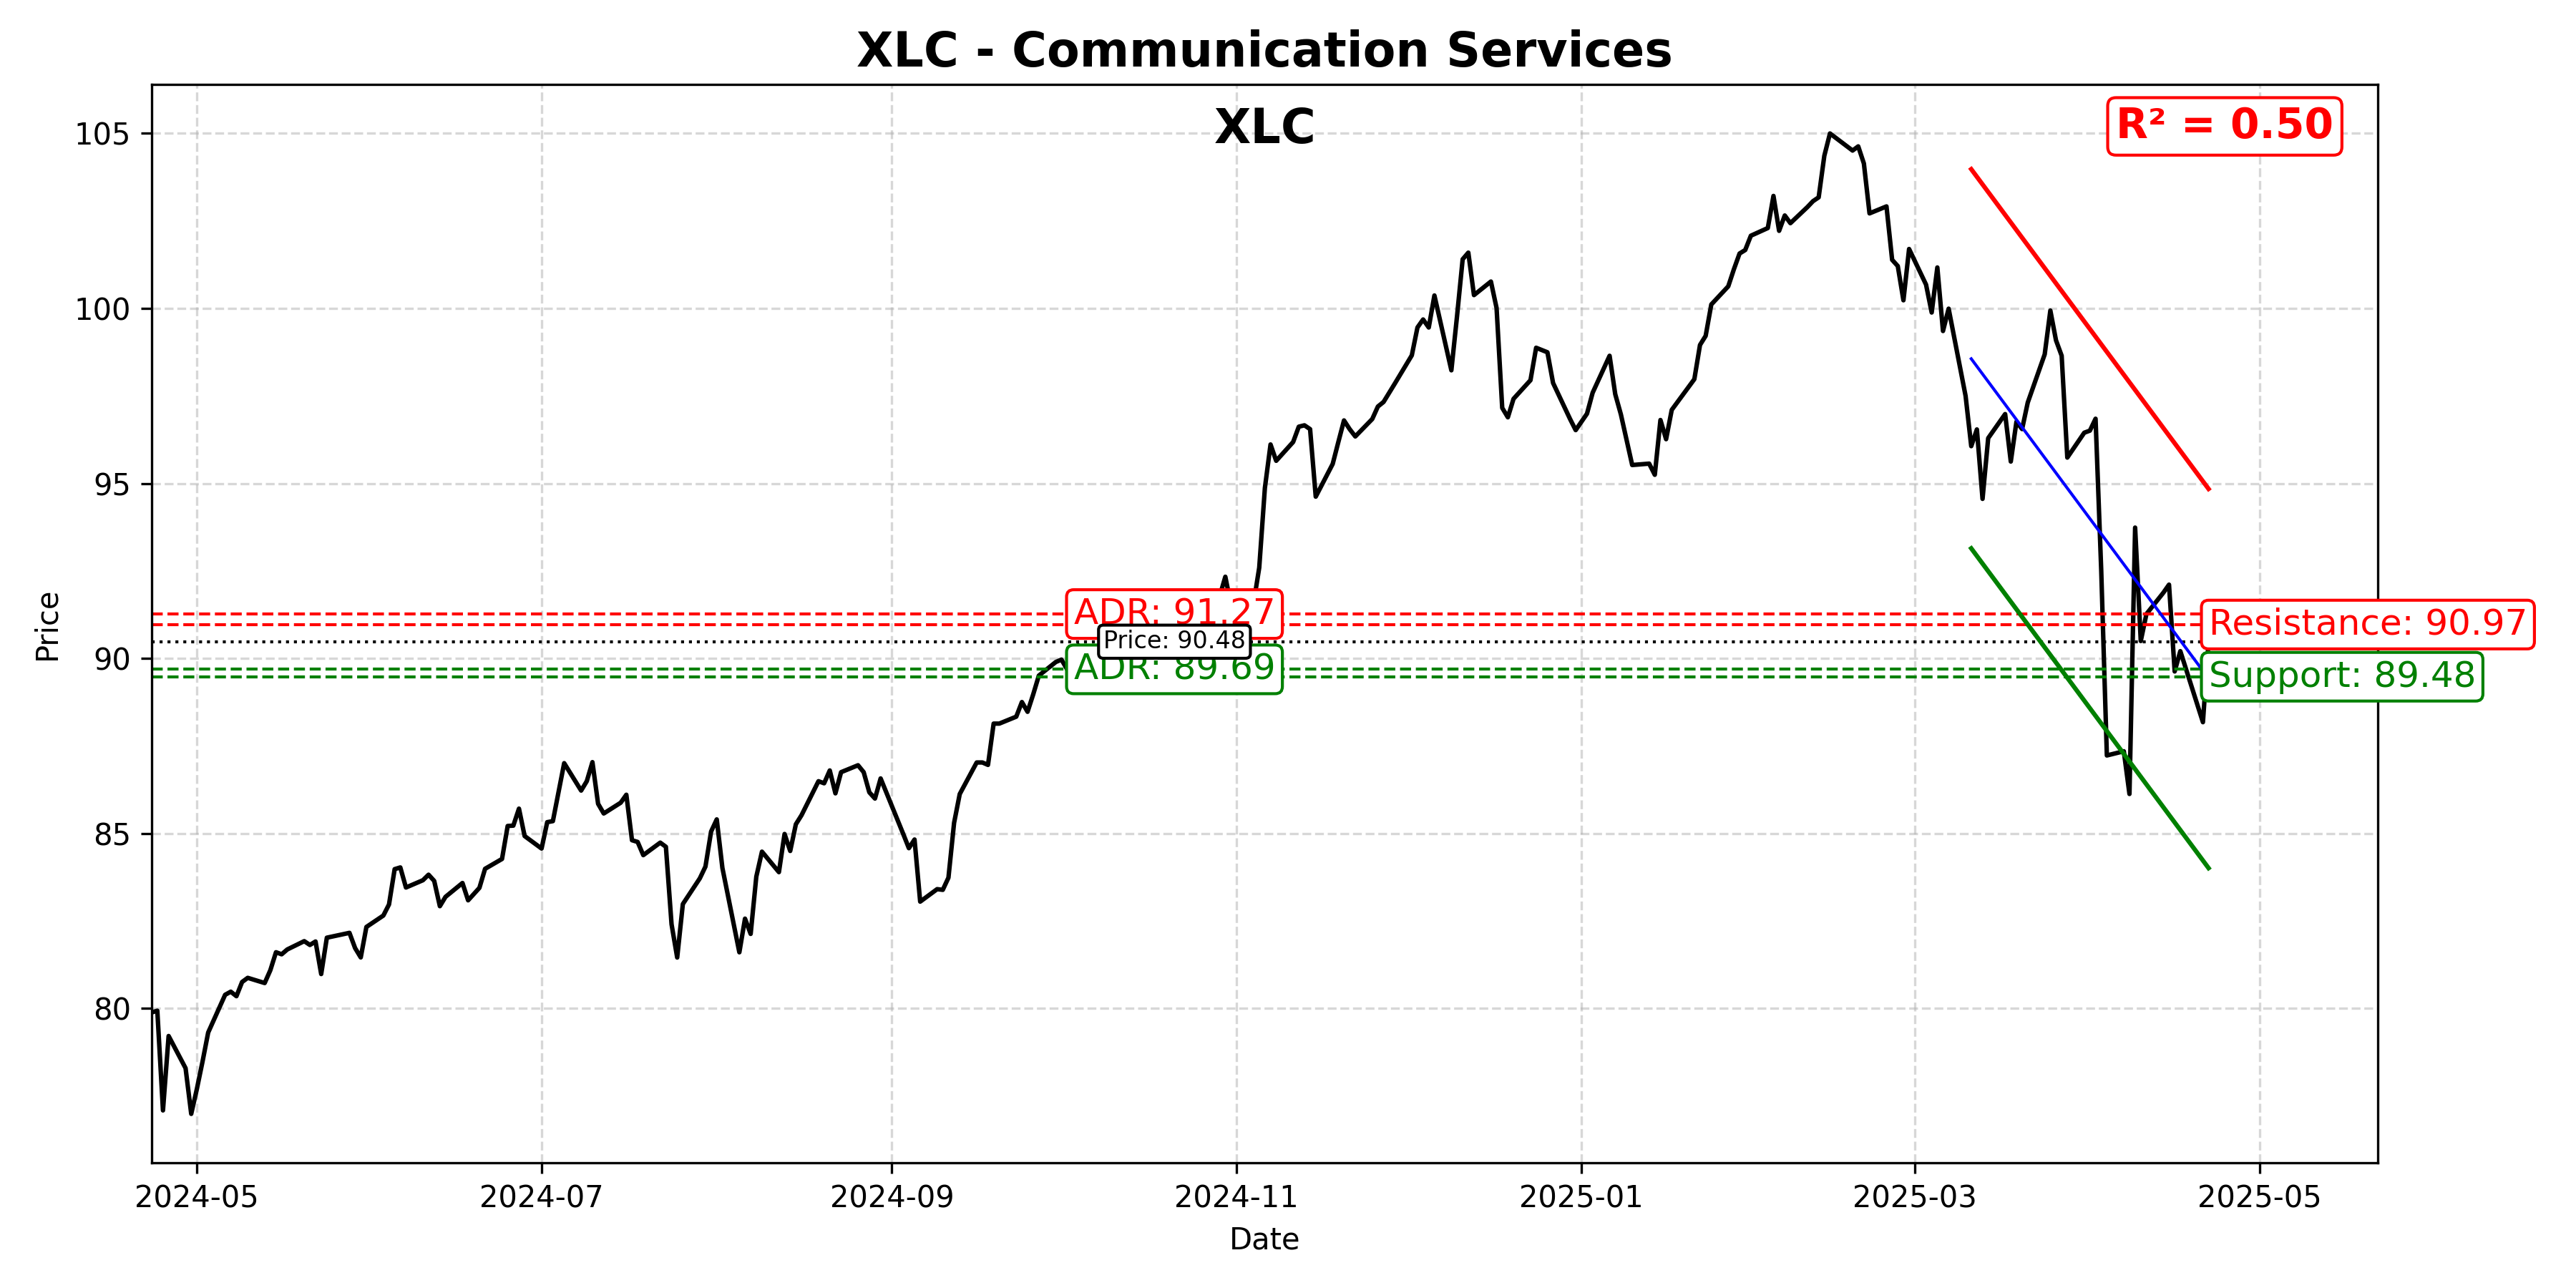 XLC - Communication Services
XLC
R² = 0.50
105
100
95
90
85
80
Price
ADR: 91.27
Price: 90.48
ADR: 89.69
Resistance: 90.97
Support: 89.48
2024-05
2024-07
2024-09
2024-11
2025-01
2025-03
2025-05
Date